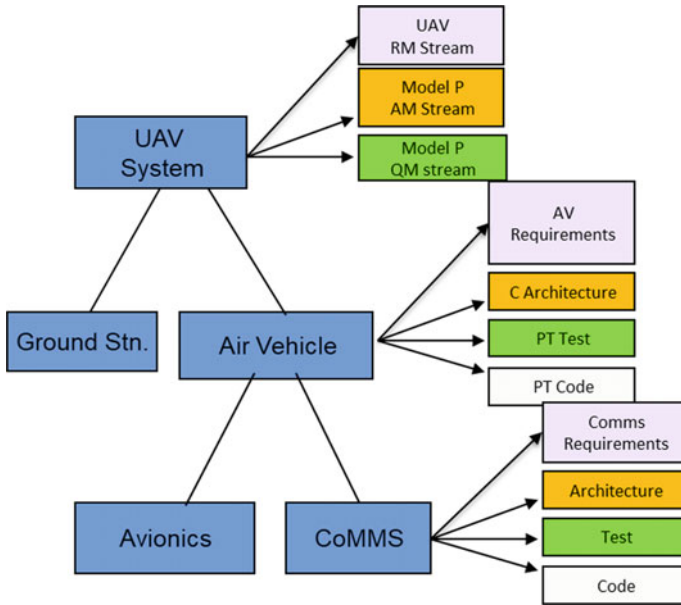 UAV
RM Stream
Model P
AM Stream
UAV
System
Model P
QM stream
AV
Requirements
C Architecture
Ground Stn.
Air Vehicle
PT Test
PT Code
Comms
Requirements
Architecture
Avionics
CoMMS
Test
Code